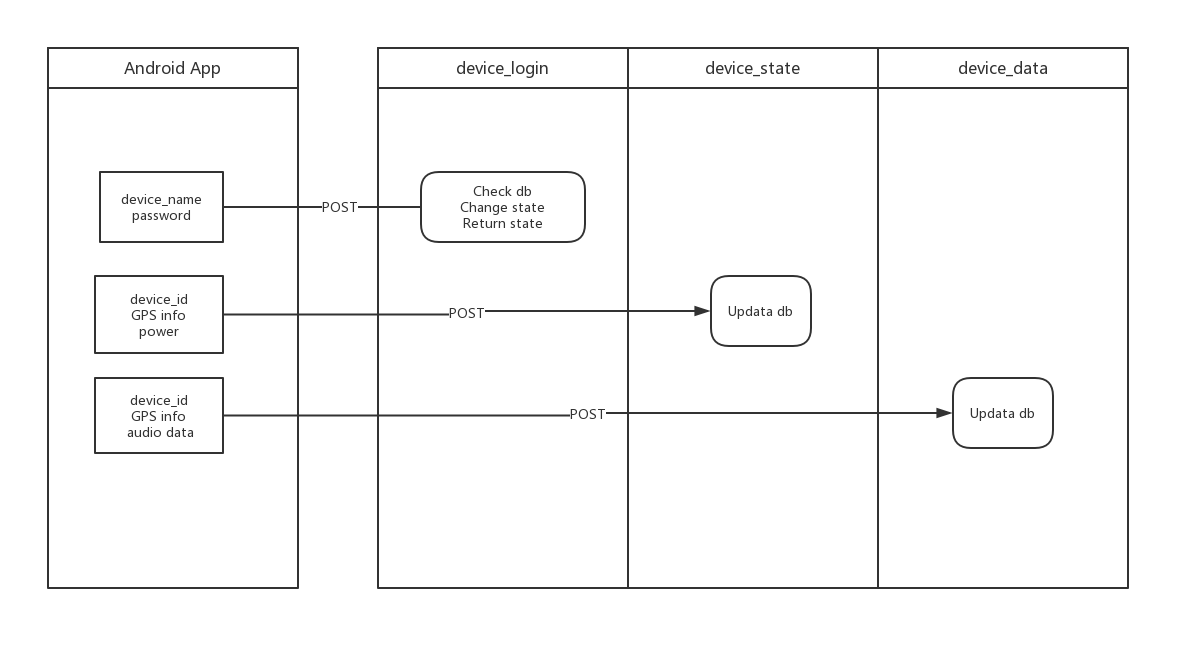 Android App
device_login
device_state
device_data
device_name
password
POST
Check db
Change state
Return state
device_id
GPS info
power
POST
Updata db
device_id
GPS info
audio data
POST
Updata db